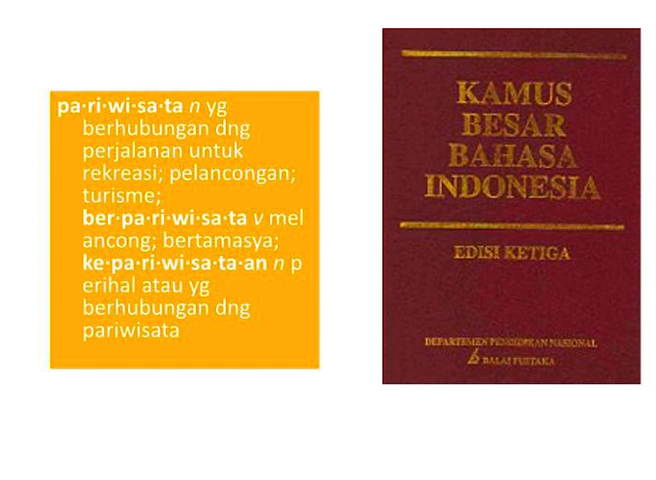 pa·ri·wi·sa·ta n yg
berhubungan dng
perjalanan untuk
rekreasi; pelancongan;
turisme;
ber·pa·ri·wi·sa·ta v mel
ancong; bertamasya;
ke·pa·ri·wi·sa·ta·an n p
erihal atau yg
berhubungan dng
pariwisata
KAMUS
BESAR
BAHASA
INDONESIA
EDISI KETIGA
DEPARTEMEN PENDIDIKAN NASIONAL
BALAI PUSTAKA